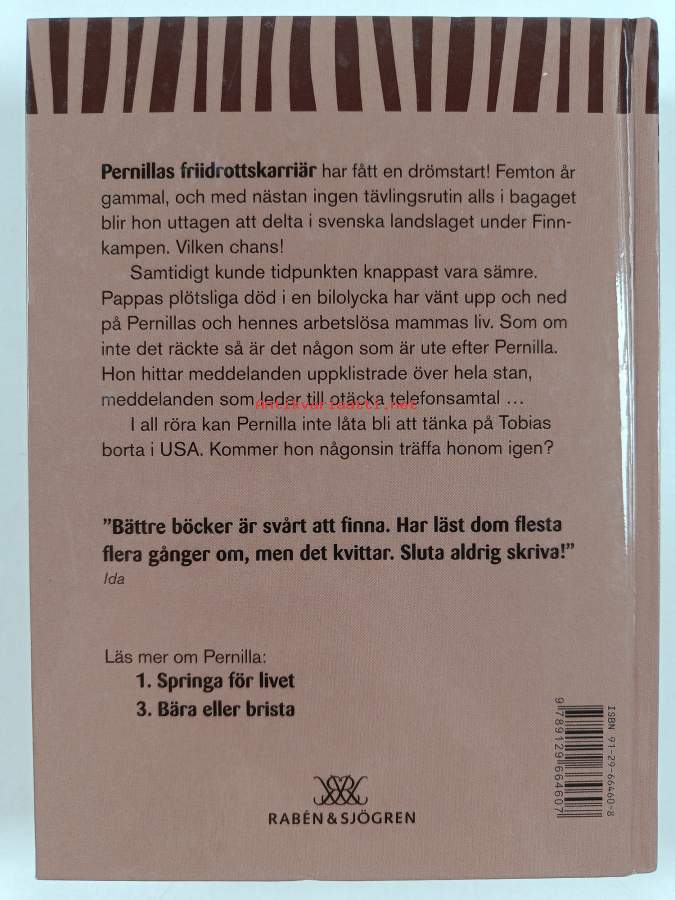 Pernillas friidrottskarriär har fått en drömstart! Femton år
gammal, och med nästan ingen tävlingsrutin alls i bagaget
blir hon uttagen att delta i svenska landslaget under Finn-
kampen. Vilken chans!
Samtidigt kunde tidpunkten knappast vara sämre.
Pappas plötsliga död i en bilolycka har vänt upp och ned
på Pernillas och hennes arbetslösa mammas liv. Som om
inte det räckte så är det någon som är ute efter Pernilla.
Hon hittar meddelanden uppklistrade över hela stan,
meddelanden som leder till otäcka telefonsamtal …
Antikvariaatti.net
I all röra kan Pernilla inte låta bli att tänka på Tobias
borta i USA. Kommer hon någonsin träffa honom igen?
”Bättre böcker är svårt att finna. Har läst dom flesta
flera gånger om, men det kvittar. Sluta aldrig skriva!”
Ida
Läs mer om Pernilla:
1. Springa för livet
3. Bära eller brista
ISBN 91-29-66460-8
9 789129 664607
RABÉN & SJÖGREN